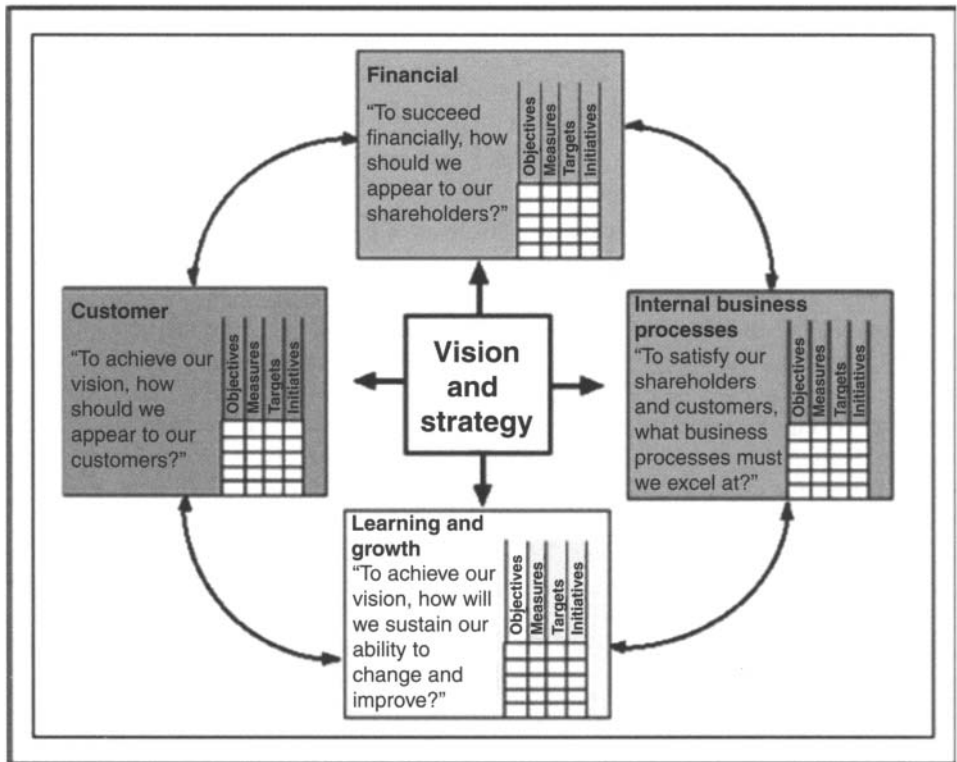 Financial
“To succeed
financially, how
should we
appear to our
shareholders?”
Objectives
Measures
Targets
Initiatives
Customer
“To achieve our
vision, how
should we
appear to our
customers?”
Objectives
Measures
Targets
Initiatives
Vision
and
strategy
Internal business
processes
“To satisfy our
shareholders
and customers,
what business
processes must
we excel at?”
Objectives
Measures
Targets
Initiatives
Learning and
growth
“To achieve our
vision, how will
we sustain our
ability to
change and
improve?”
Objectives
Measures
Targets
Initiatives